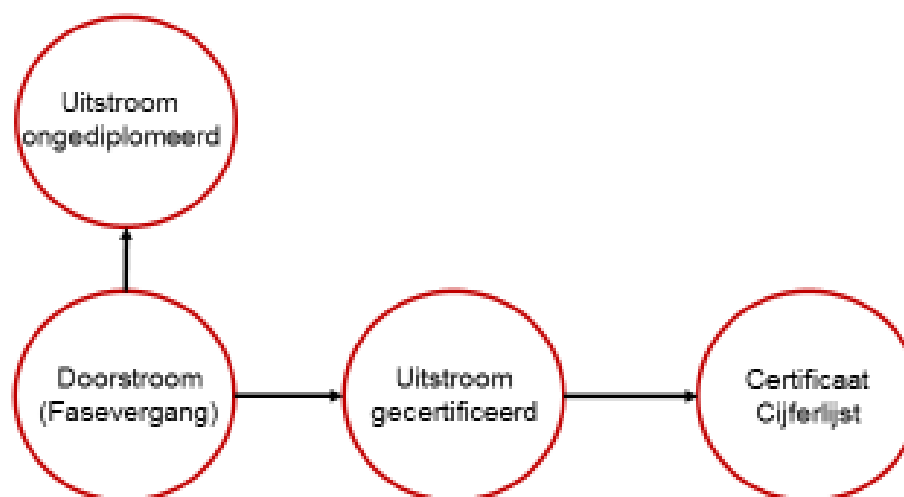 Uitstroom
ongediplomeerd
Doorstroom
(Fasevergang)
Uitstroom
gecertificeerd
Certificaat
Cijferlijst